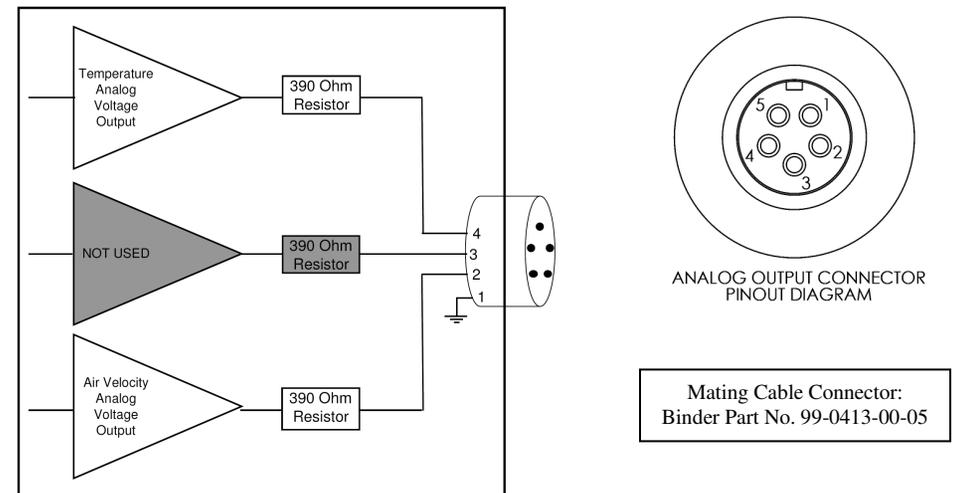 Temperature
Analog
Voltage
Output
390 Ohm
Resistor
NOT USED
390 Ohm
Resistor
Air Velocity
Analog
Voltage
Output
390 Ohm
Resistor
4
3
2
1
5
1
4
2
3
ANALOG OUTPUT CONNECTOR
PINOUT DIAGRAM
Mating Cable Connector:
Binder Part No. 99-0413-00-05